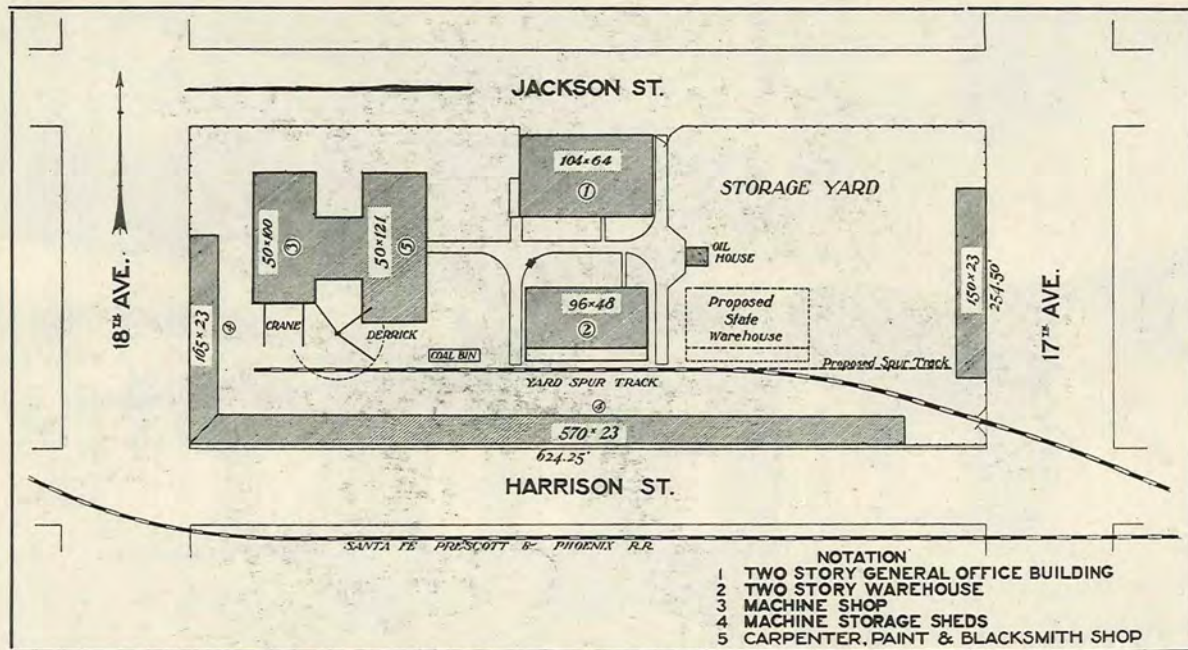 JACKSON ST.
18TH AVE.
104×64
1
STORAGE YARD
50×100
3
50×121
5
OIL
HOUSE
150×23
254.50'
17TH AVE.
165×23
4
CRANE
DERRICK
COAL BIN
96×48
2
Proposed
State
Warehouse
Proposed Spur Track
YARD SPUR TRACK
4
570×23
624.25'
HARRISON ST.
SANTA FE PRESCOTT & PHOENIX R.R.
NOTATION
1 TWO STORY GENERAL OFFICE BUILDING
2 TWO STORY WAREHOUSE
3 MACHINE SHOP
4 MACHINE STORAGE SHEDS
5 CARPENTER, PAINT & BLACKSMITH SHOP